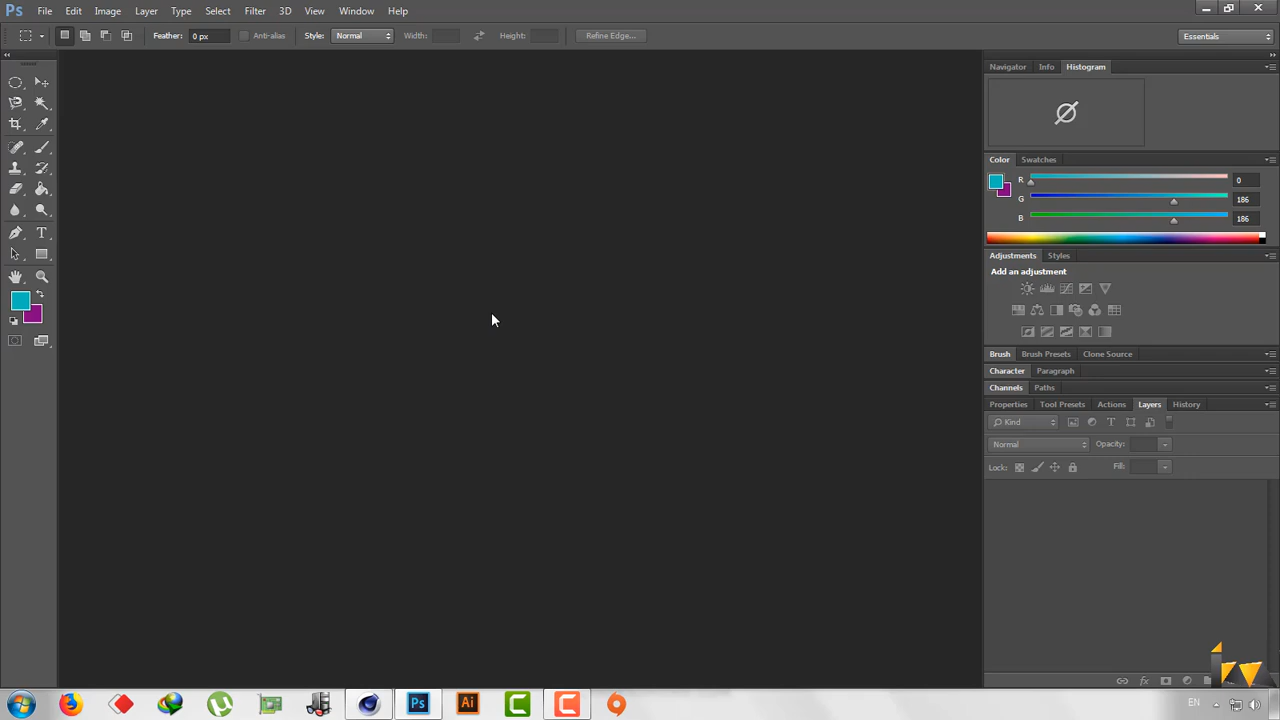 Ps File Edit Image Layer Type Select Filter 3D View Window Help
Feather: 0 px Anti-alias Style: Normal Width: Height: Refine Edge... Essentials
Navigator Info Histogram
Color Swatches
R 0
G 186
B 186
Adjustments Styles
Add an adjustment
Brush Brush Presets Clone Source
Character Paragraph
Channels Paths
Properties Tool Presets Actions Layers History
Kind
Normal Opacity:
Lock: Fill:
Ps Ai EN